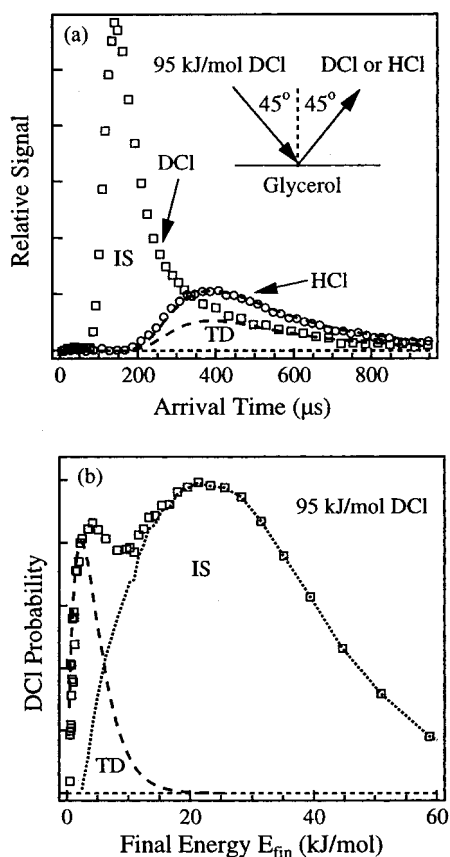 (a)
95 kJ/mol DCl
DCl or HCl
45° 45°
Glycerol
DCl
IS
HCl
TD
Relative Signal
0 200 400 600 800
Arrival Time (μs)
(b)
95 kJ/mol DCl
IS
TD
DCl Probability
0 20 40 60
Final Energy E_fin (kJ/mol)